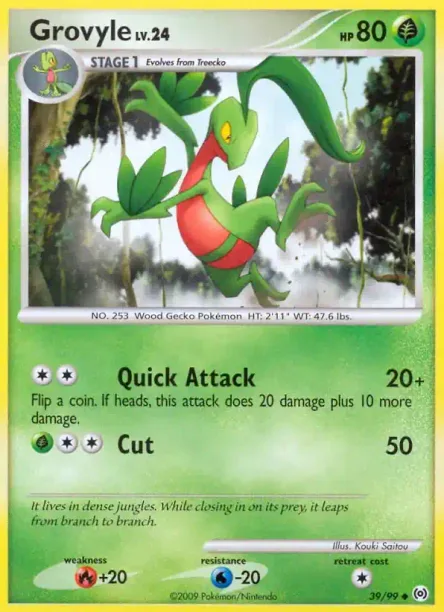 Grovyle LV.24 HP 80
STAGE 1 Evolves from Treecko
NO. 253 Wood Gecko Pokémon HT: 2'11" WT: 47.6 lbs.
Quick Attack 20+
Flip a coin. If heads, this attack does 20 damage plus 10 more
damage.
Cut 50
It lives in dense jungles. While closing in on its prey, it leaps
from branch to branch.
Illus. Kouki Saitou
weakness resistance retreat cost
+20 -20
©2009 Pokémon/Nintendo 39/99